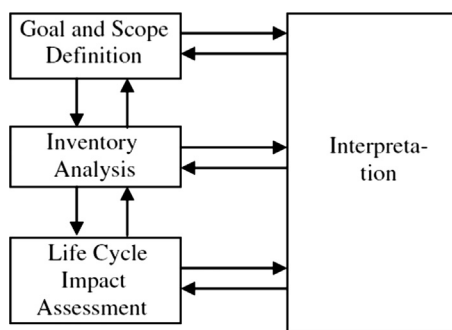 Goal and Scope
Definition
Inventory
Analysis
Interpreta-
tion
Life Cycle
Impact
Assessment